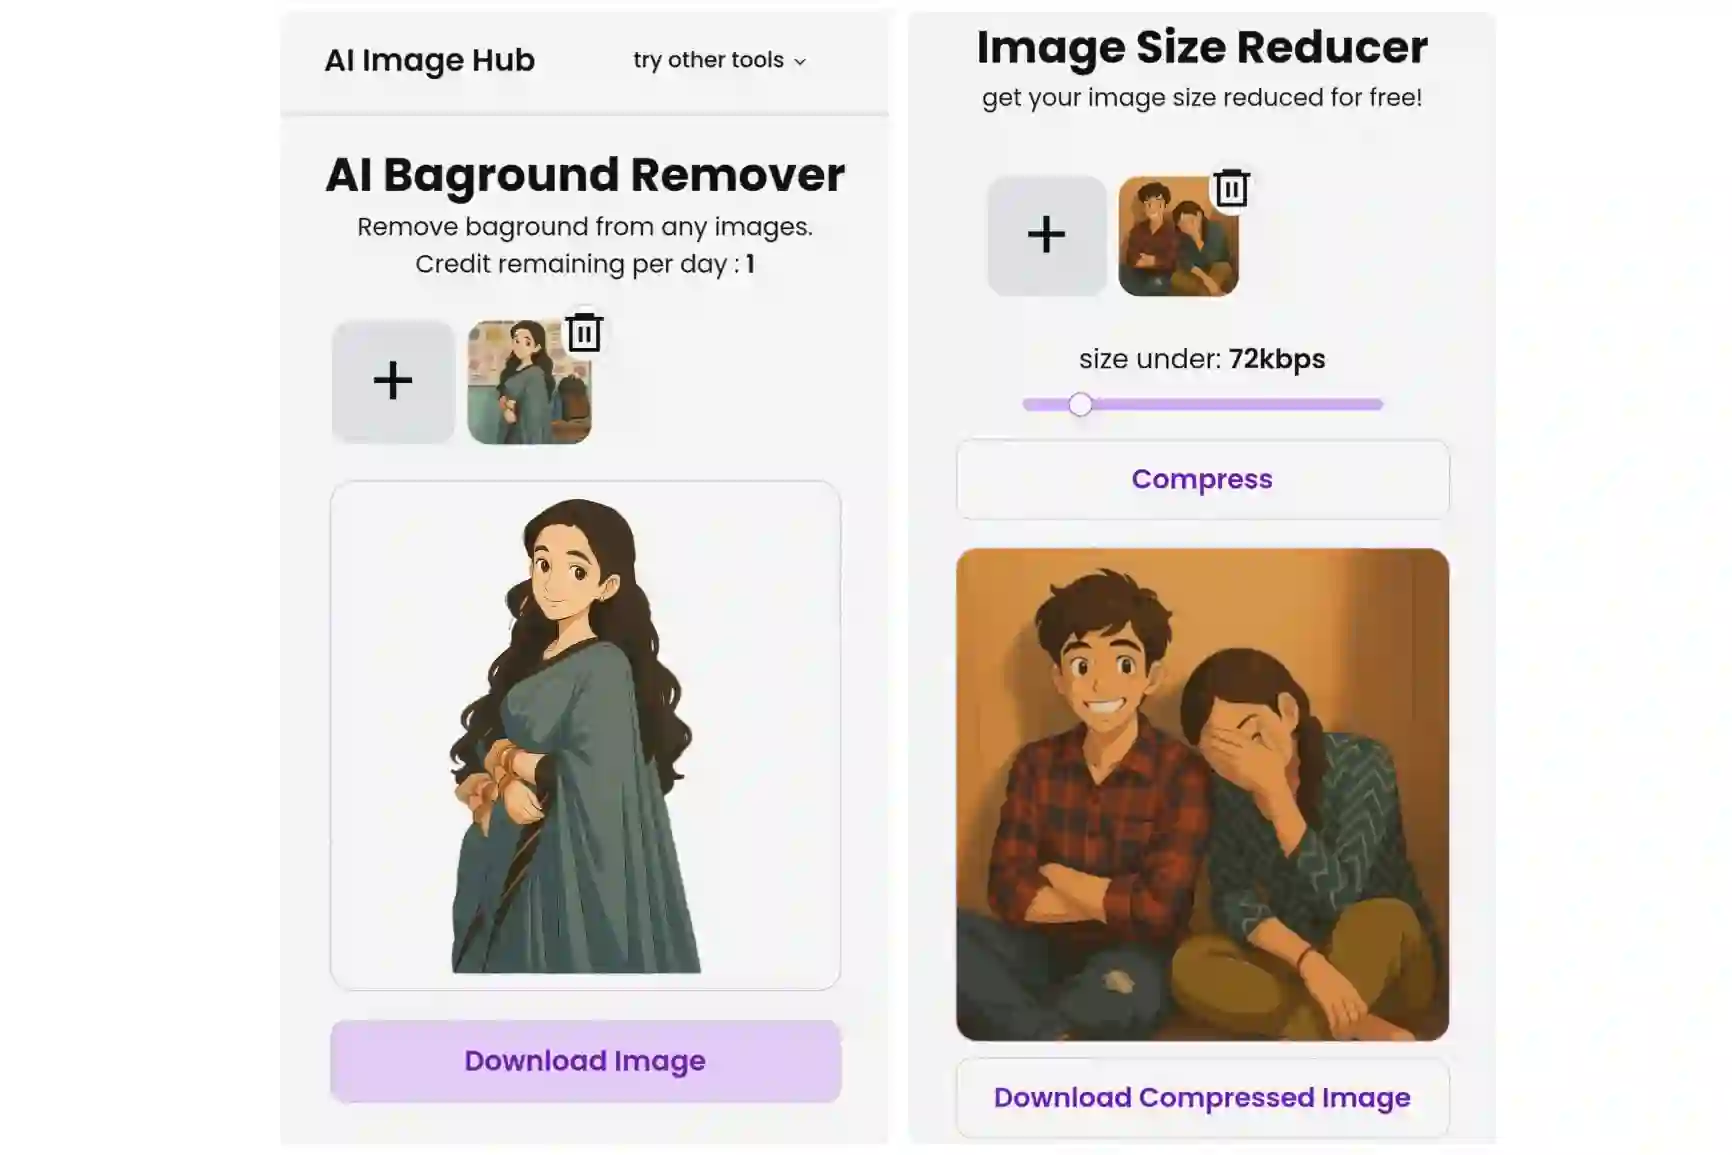 AI Image Hub
try other tools
AI Baground Remover
Remove baground from any images.
Credit remaining per day : 1
Download Image
Image Size Reducer
get your image size reduced for free!
size under: 72kbps
Compress
Download Compressed Image